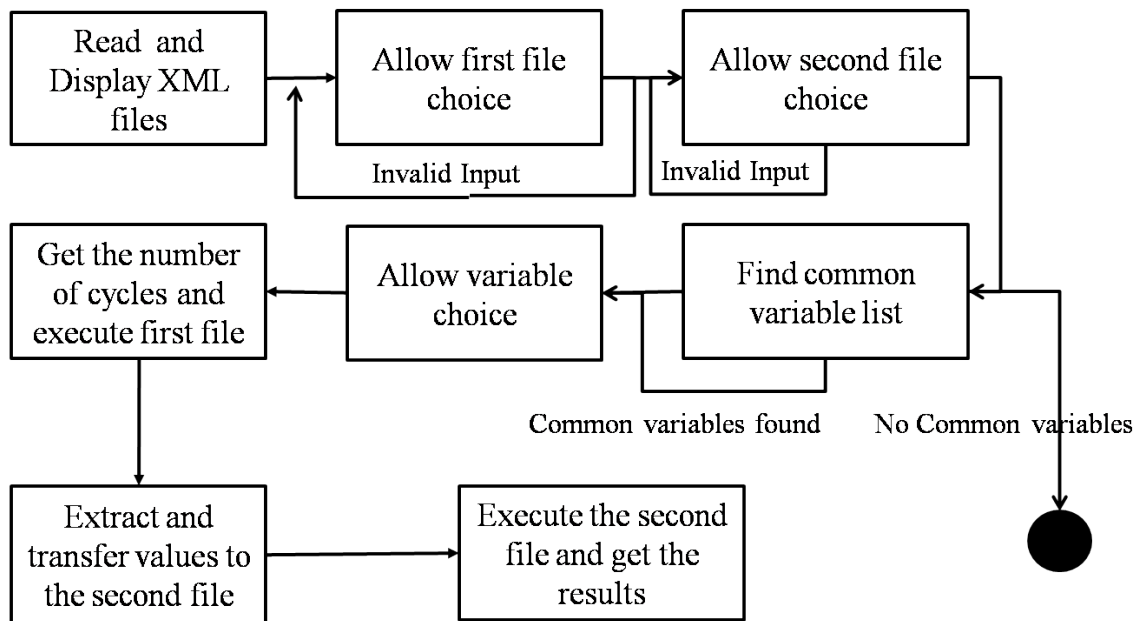 Read and
Display XML
files
Allow first file
choice
Allow second file
choice
Invalid Input
Invalid Input
Get the number
of cycles and
execute first file
Allow variable
choice
Find common
variable list
Common variables found
No Common variables
Extract and
transfer values to
the second file
Execute the second
file and get the
results